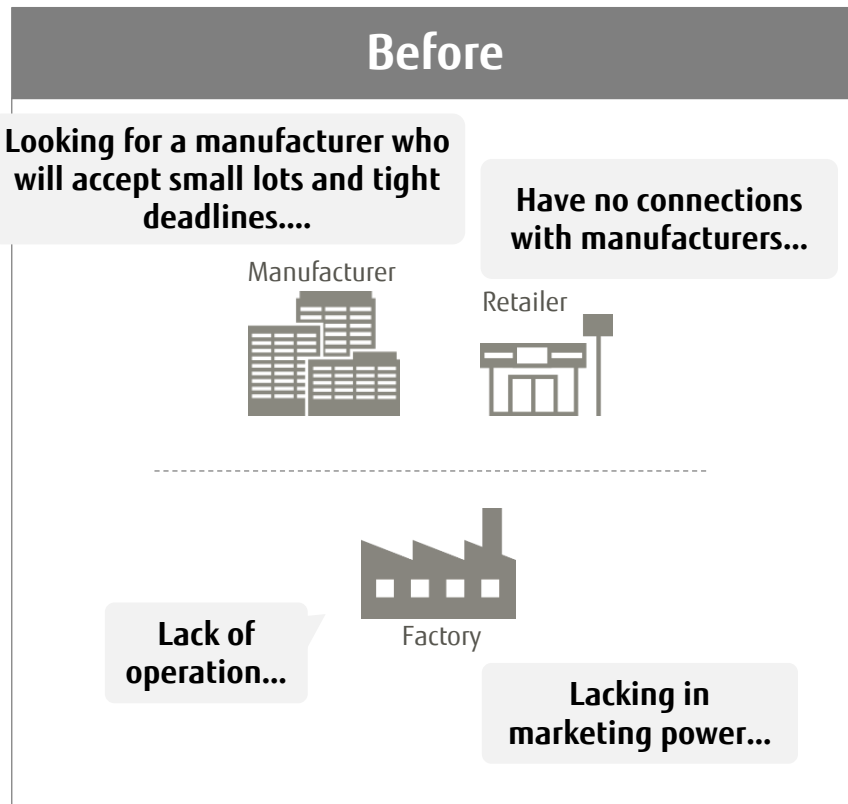 Before
Looking for a manufacturer who
will accept small lots and tight
deadlines....
Have no connections
with manufacturers...
Manufacturer
Retailer
Factory
Lack of
operation...
Lacking in
marketing power...